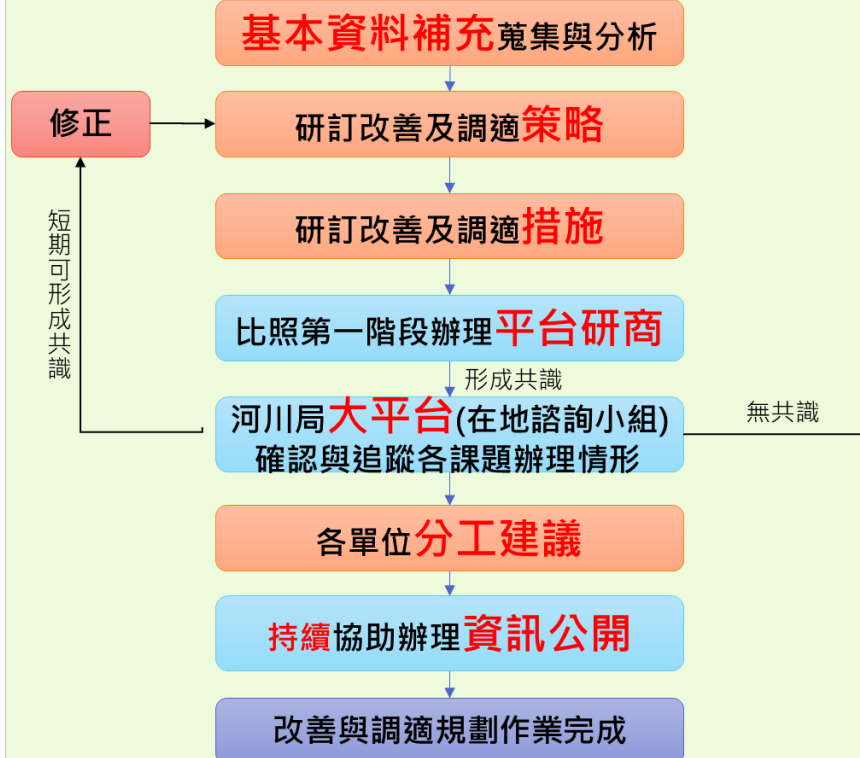 基本資料補充蒐集與分析
修正
研訂改善及調適策略
研訂改善及調適措施
短期可形成共識
比照第一階段辦理平台研商
形成共識
河川局大平台(在地諮詢小組)
確認與追蹤各課題辦理情形
無共識
各單位分工建議
持續協助辦理資訊公開
改善與調適規劃作業完成